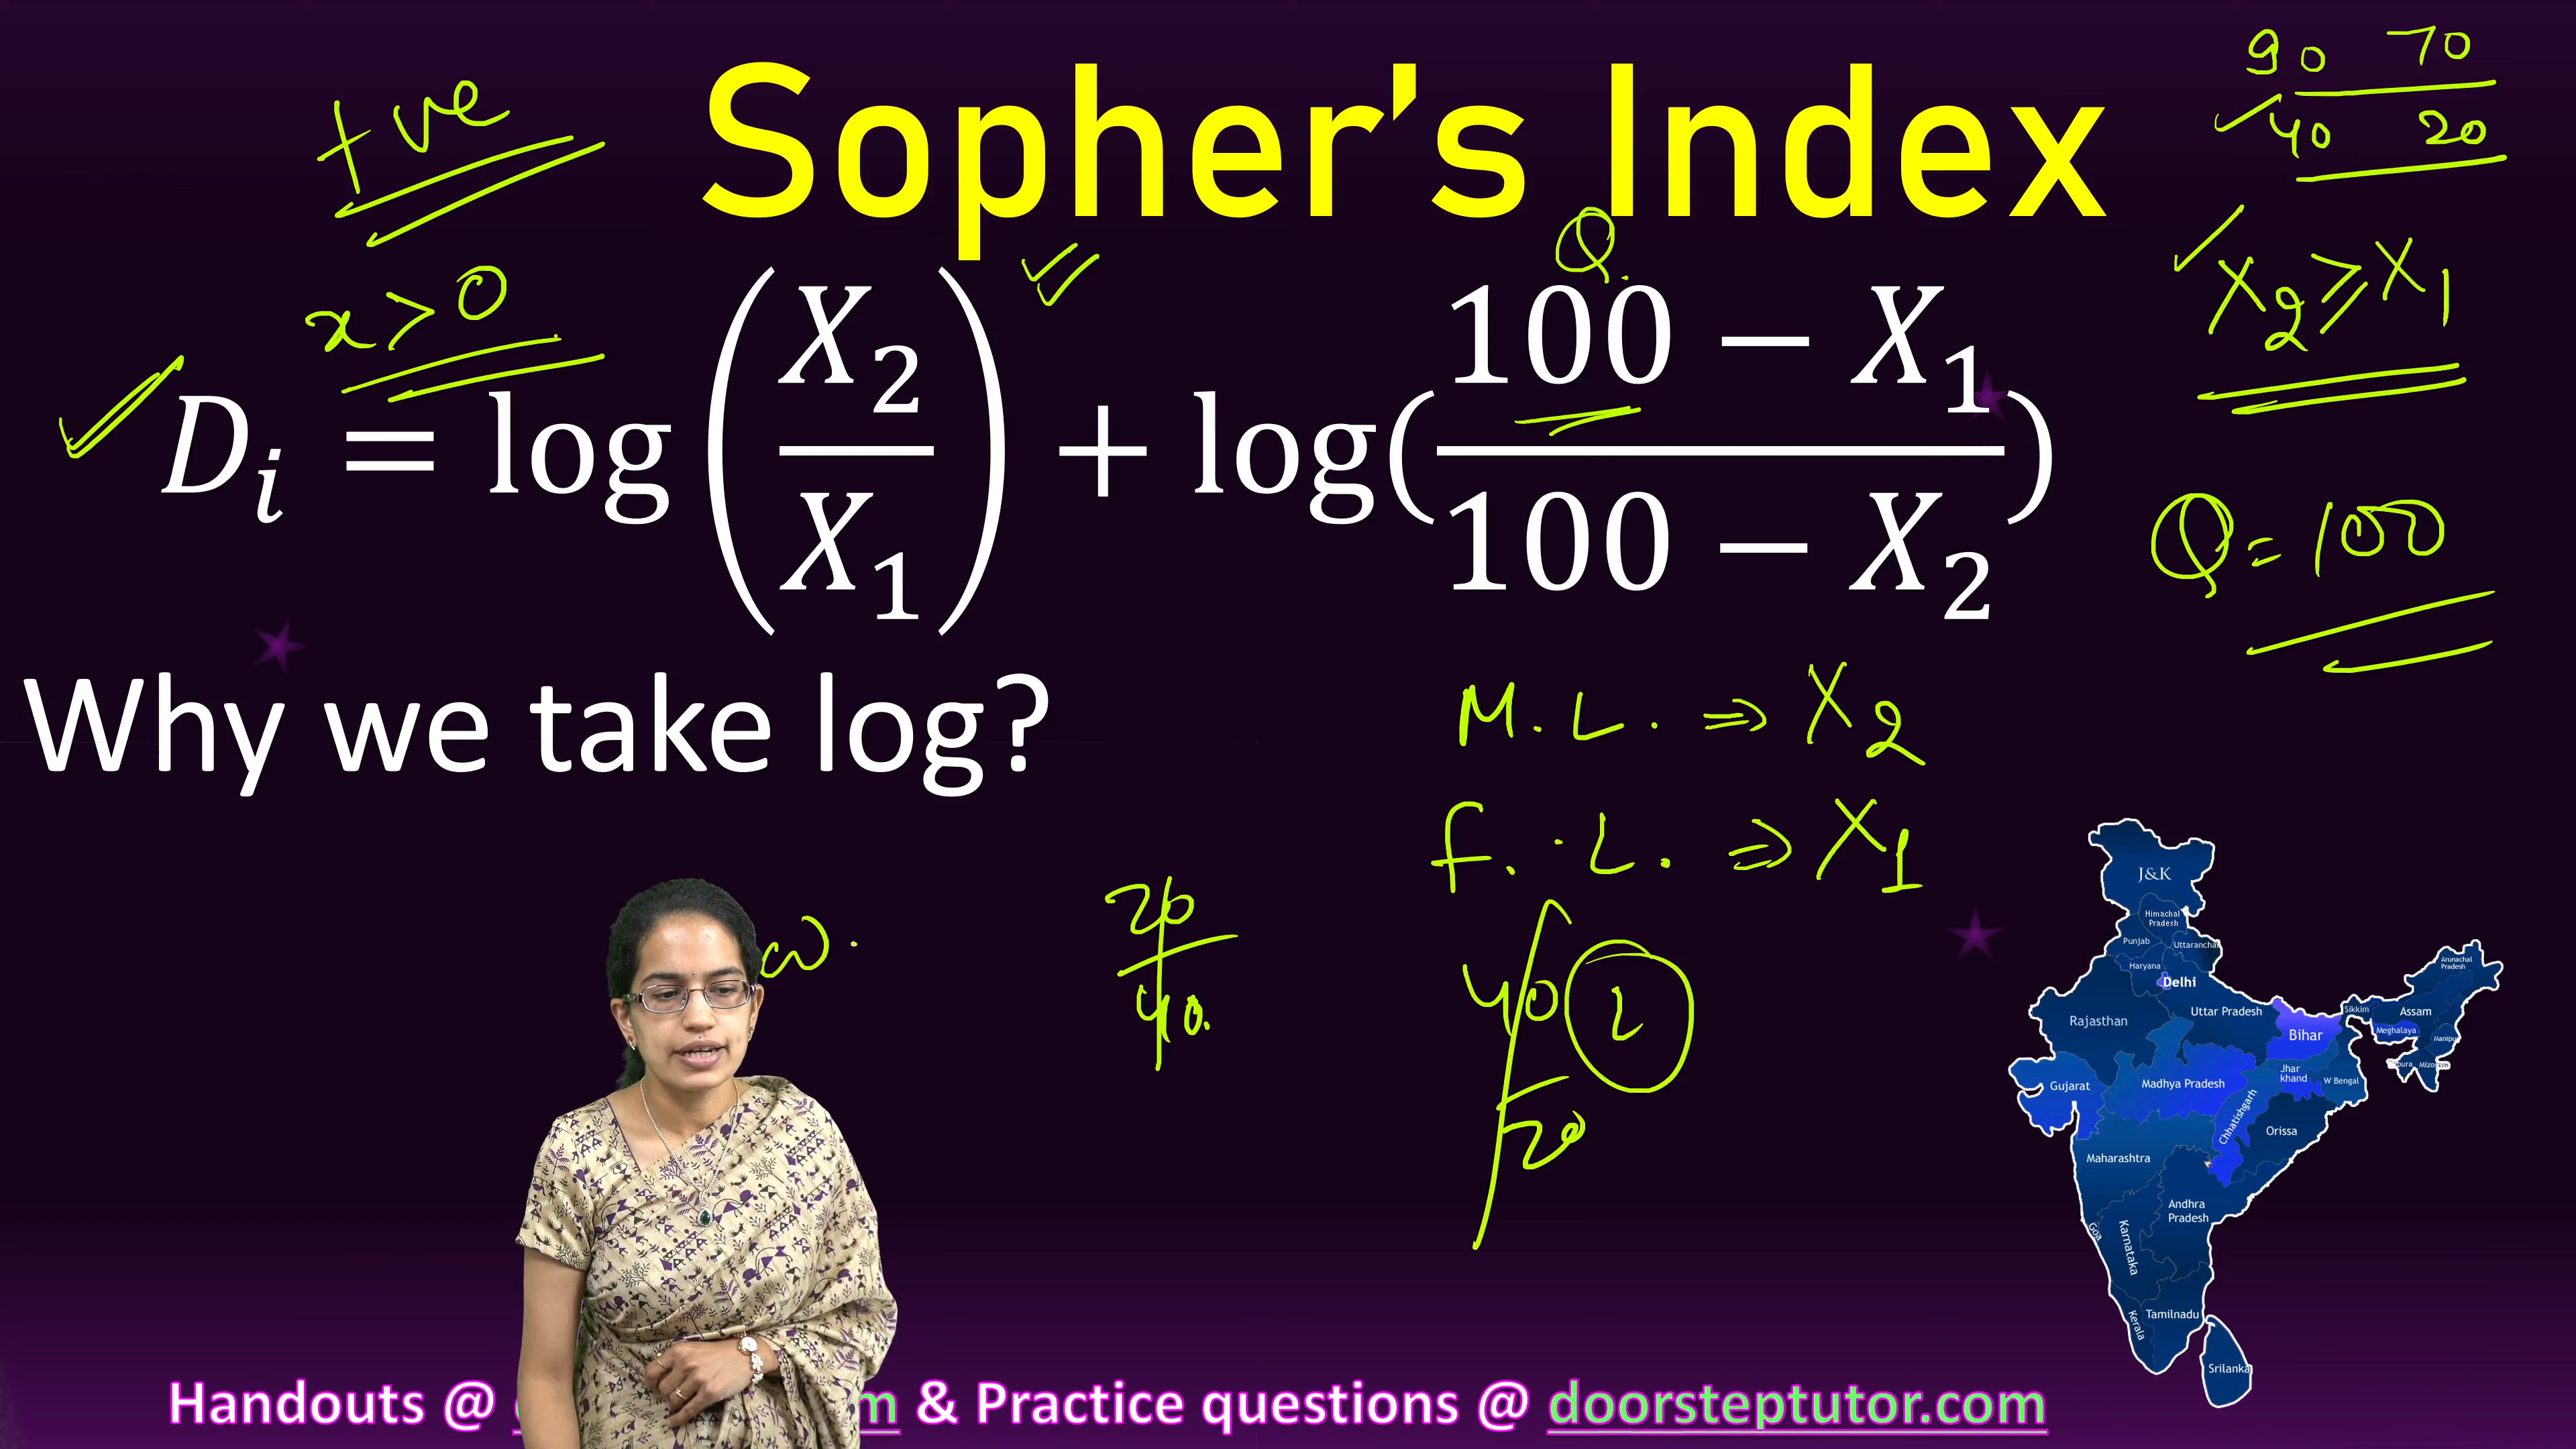 Sopher's Index
+ve
90 70
40 20
x>0
Q.
X2 ≥ X1
Di = log(X2/X1) + log(100 − X1/100 − X2)
Q = 100
Why we take log?
M. L. ⇒ X2
F. L. ⇒ X1
20
40.
40
20
J&K
Himachal
Pradesh
Punjab
Uttaranchal
Haryana
Delhi
Arunachal
Pradesh
Rajasthan
Uttar Pradesh
Sikkim
Assam
Bihar
Meghalaya
Manipur
Gujarat
Madhya Pradesh
Jhar
khand
W Bengal
Chhatishgarh
Orissa
Maharashtra
Andhra
Pradesh
Goa
Karnataka
Kerala
Tamilnadu
Srilanka
Handouts @ m & Practice questions @ doorsteptutor.com